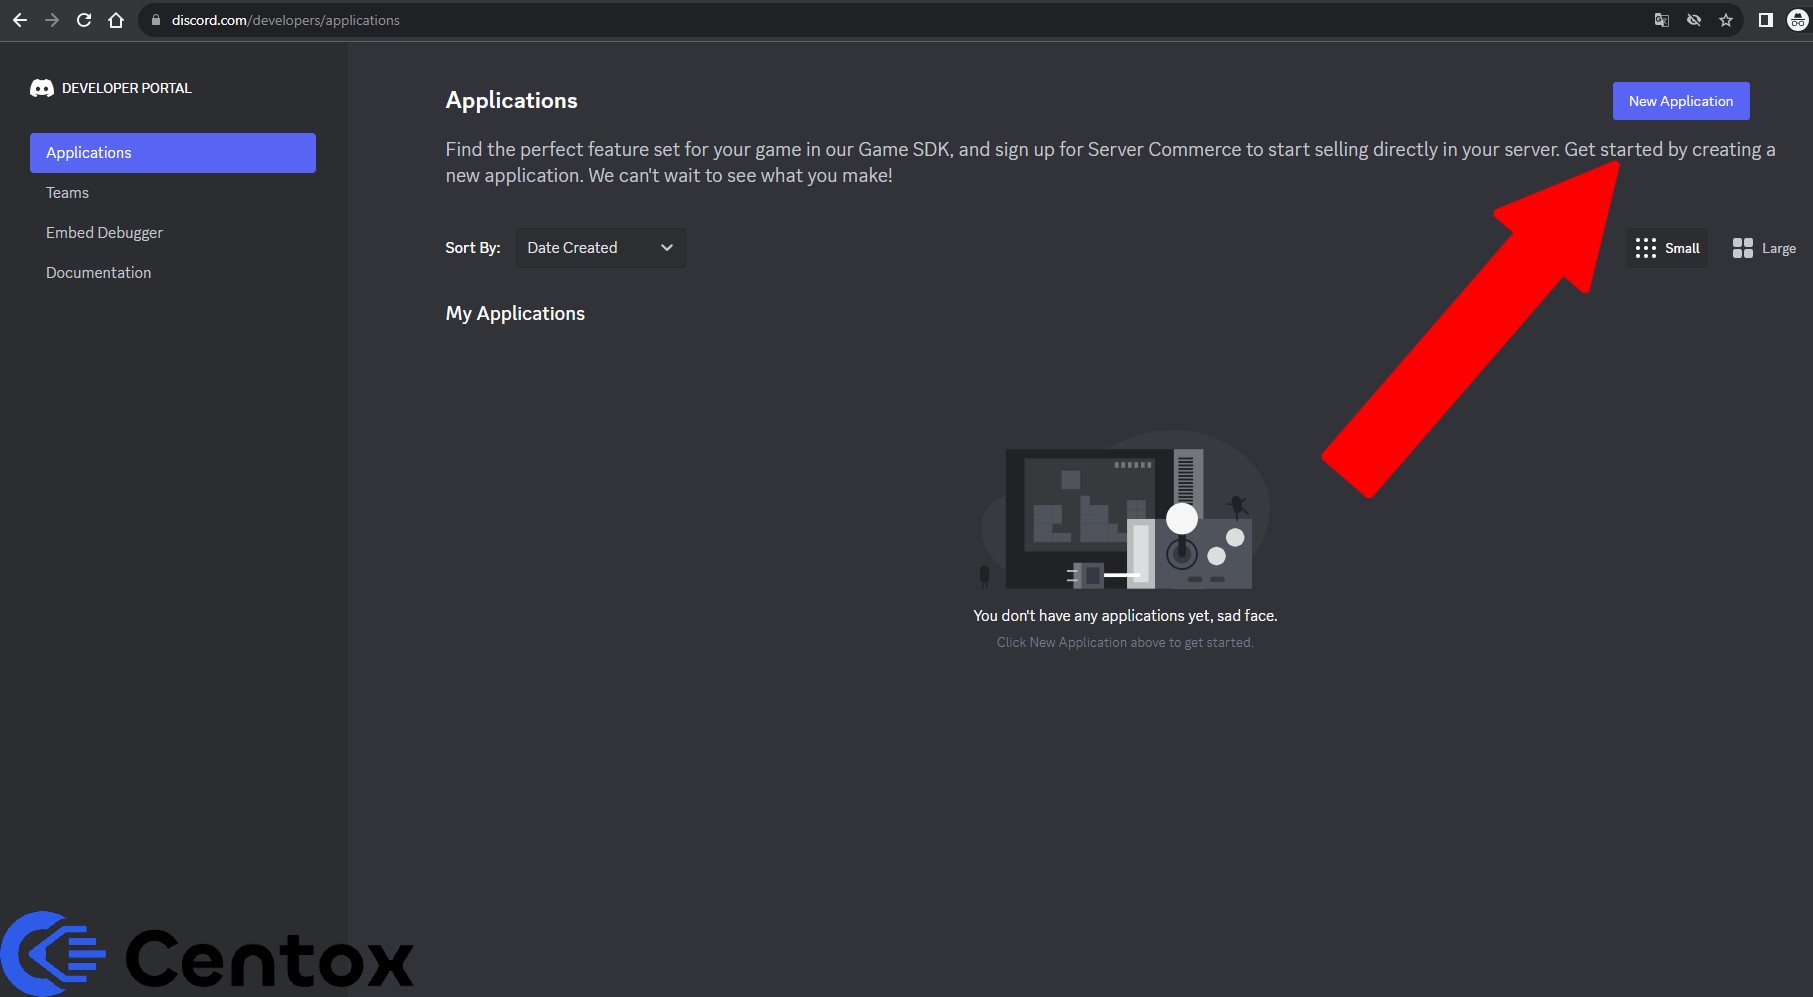 discord.com/developers/applications
DEVELOPER PORTAL
Applications
Teams
Embed Debugger
Documentation
Applications
New Application
Find the perfect feature set for your game in our Game SDK, and sign up for Server Commerce to start selling directly in your server. Get started by creating a
new application. We can't wait to see what you make!
Sort By: Date Created
Small Large
My Applications
You don't have any applications yet, sad face.
Click New Application above to get started.
Centox